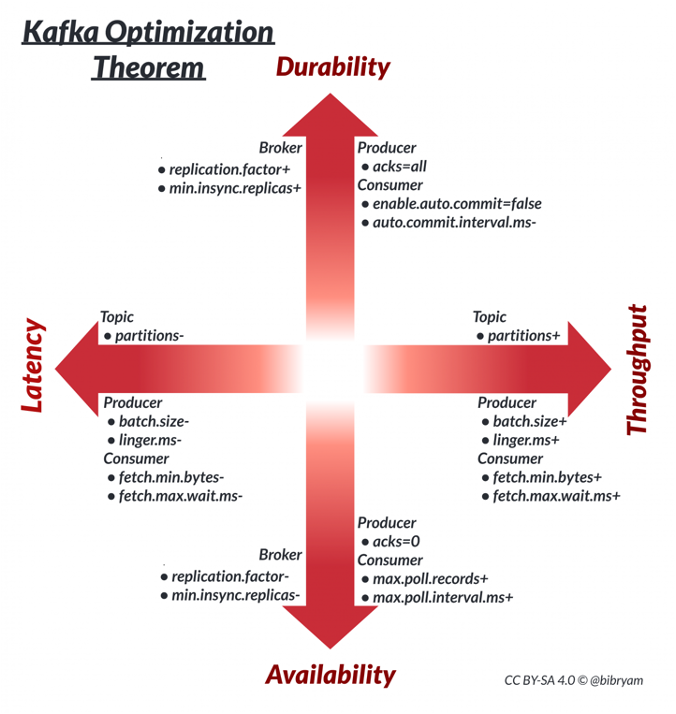 Kafka Optimization
Theorem
Durability
Broker
• replication.factor+
• min.insync.replicas+
Producer
• acks=all
Consumer
• enable.auto.commit=false
• auto.commit.interval.ms-
Latency
Topic
• partitions-
Producer
• batch.size-
• linger.ms-
Consumer
• fetch.min.bytes-
• fetch.max.wait.ms-
Topic
• partitions+
Throughput
Producer
• batch.size+
• linger.ms+
Consumer
• fetch.min.bytes+
• fetch.max.wait.ms+
Broker
• replication.factor-
• min.insync.replicas-
Producer
• acks=0
Consumer
• max.poll.records+
• max.poll.interval.ms+
Availability
CC BY-SA 4.0 © @bibryam